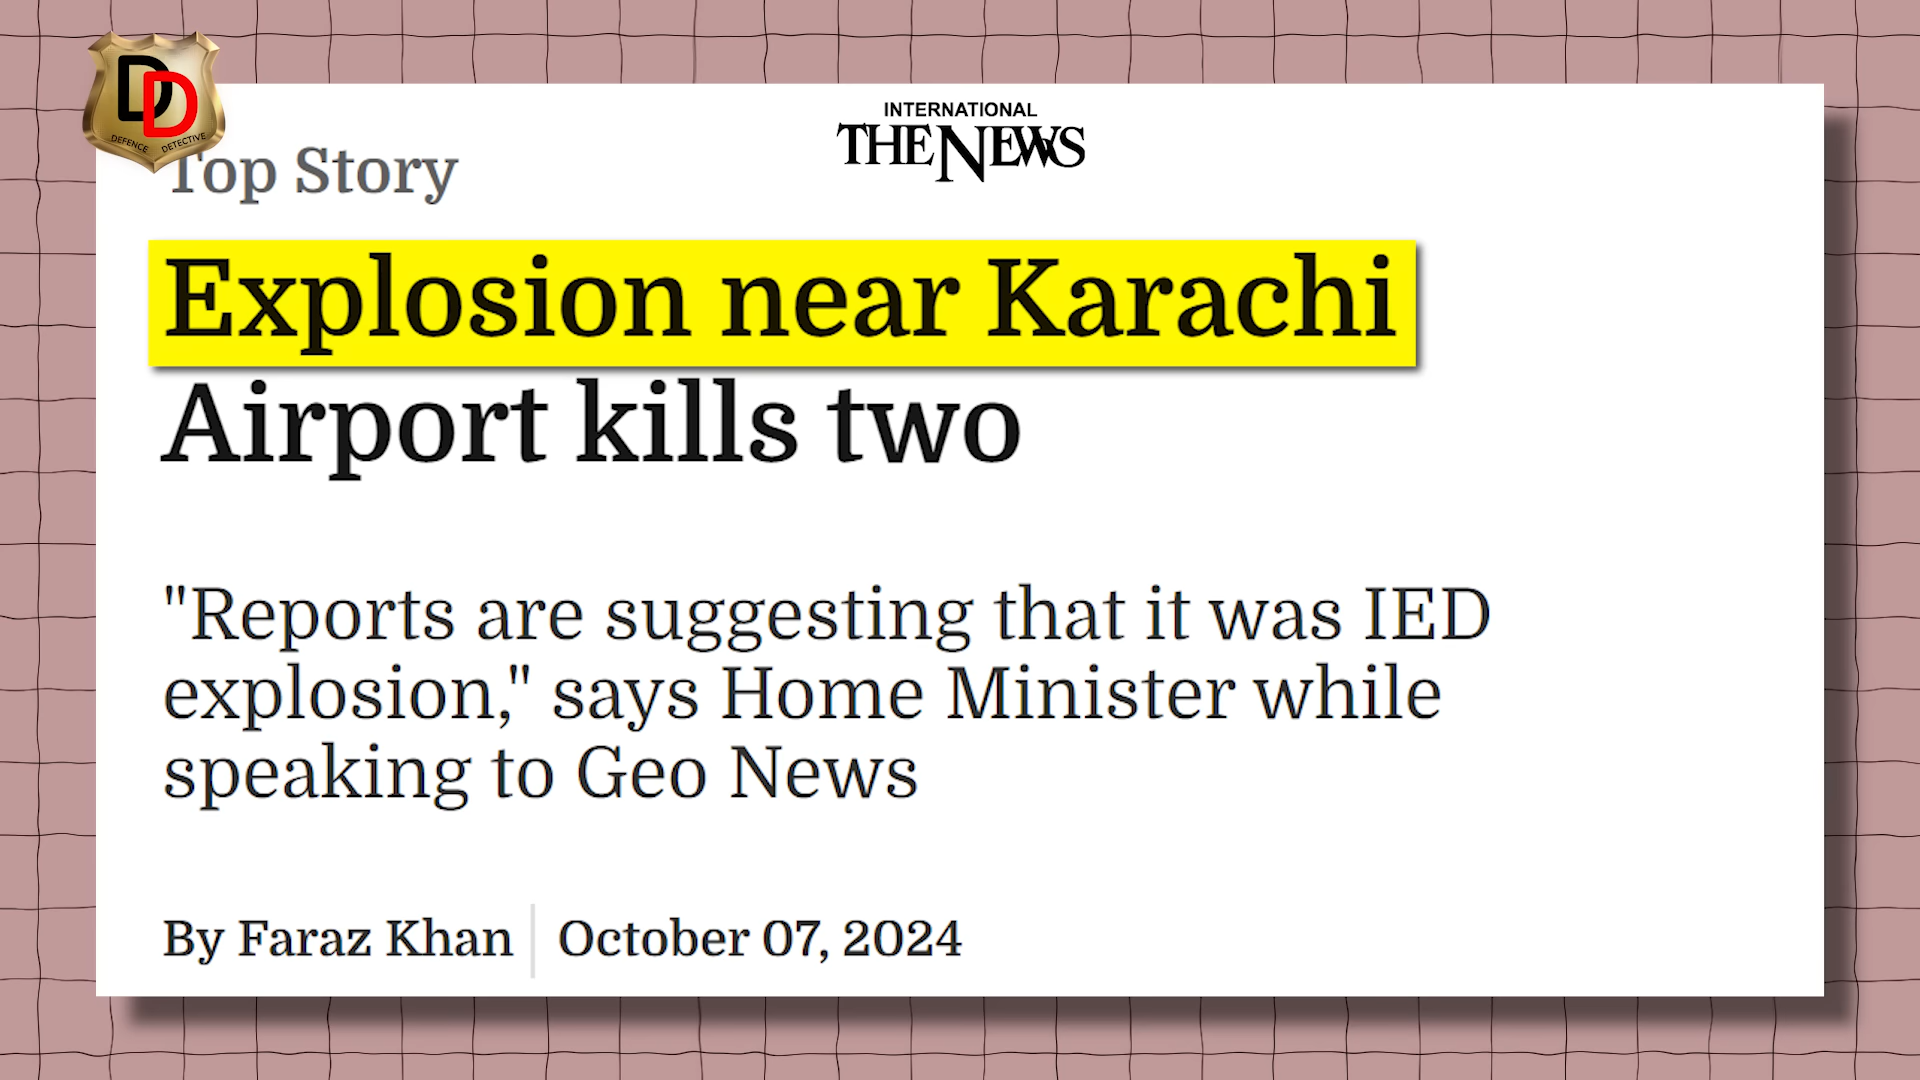 DD
DEFENCE DETECTIVE
INTERNATIONAL
THE NEWS
Top Story
Explosion near Karachi
Airport kills two
"Reports are suggesting that it was IED
explosion," says Home Minister while
speaking to Geo News
By Faraz Khan
October 07, 2024